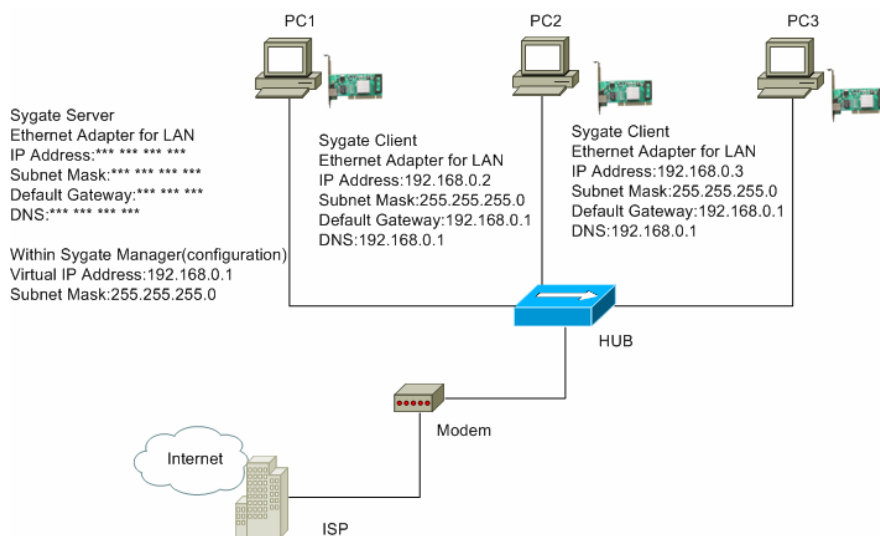 PC1
PC2
PC3
Sygate Server
Ethernet Adapter for LAN
IP Address:*** *** *** ***
Subnet Mask:*** *** *** ***
Default Gateway:*** *** ***
DNS:*** *** *** ***
Within Sygate Manager(configuration)
Virtual IP Address:192.168.0.1
Subnet Mask:255.255.255.0
Sygate Client
Ethernet Adapter for LAN
IP Address:192.168.0.2
Subnet Mask:255.255.255.0
Default Gateway:192.168.0.1
DNS:192.168.0.1
Sygate Client
Ethernet Adapter for LAN
IP Address:192.168.0.3
Subnet Mask:255.255.255.0
Default Gateway:192.168.0.1
DNS:192.168.0.1
HUB
Modem
Internet
ISP